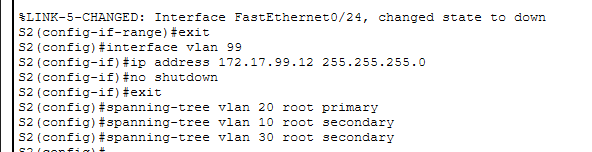 %LINK-5-CHANGED: Interface FastEthernet0/24, changed state to down
S2(config-if-range)#exit
S2(config)#interface vlan 99
S2(config-if)#ip address 172.17.99.12 255.255.255.0
S2(config-if)#no shutdown
S2(config-if)#exit
S2(config)#spanning-tree vlan 20 root primary
S2(config)#spanning-tree vlan 10 root secondary
S2(config)#spanning-tree vlan 30 root secondary
S2(config)#